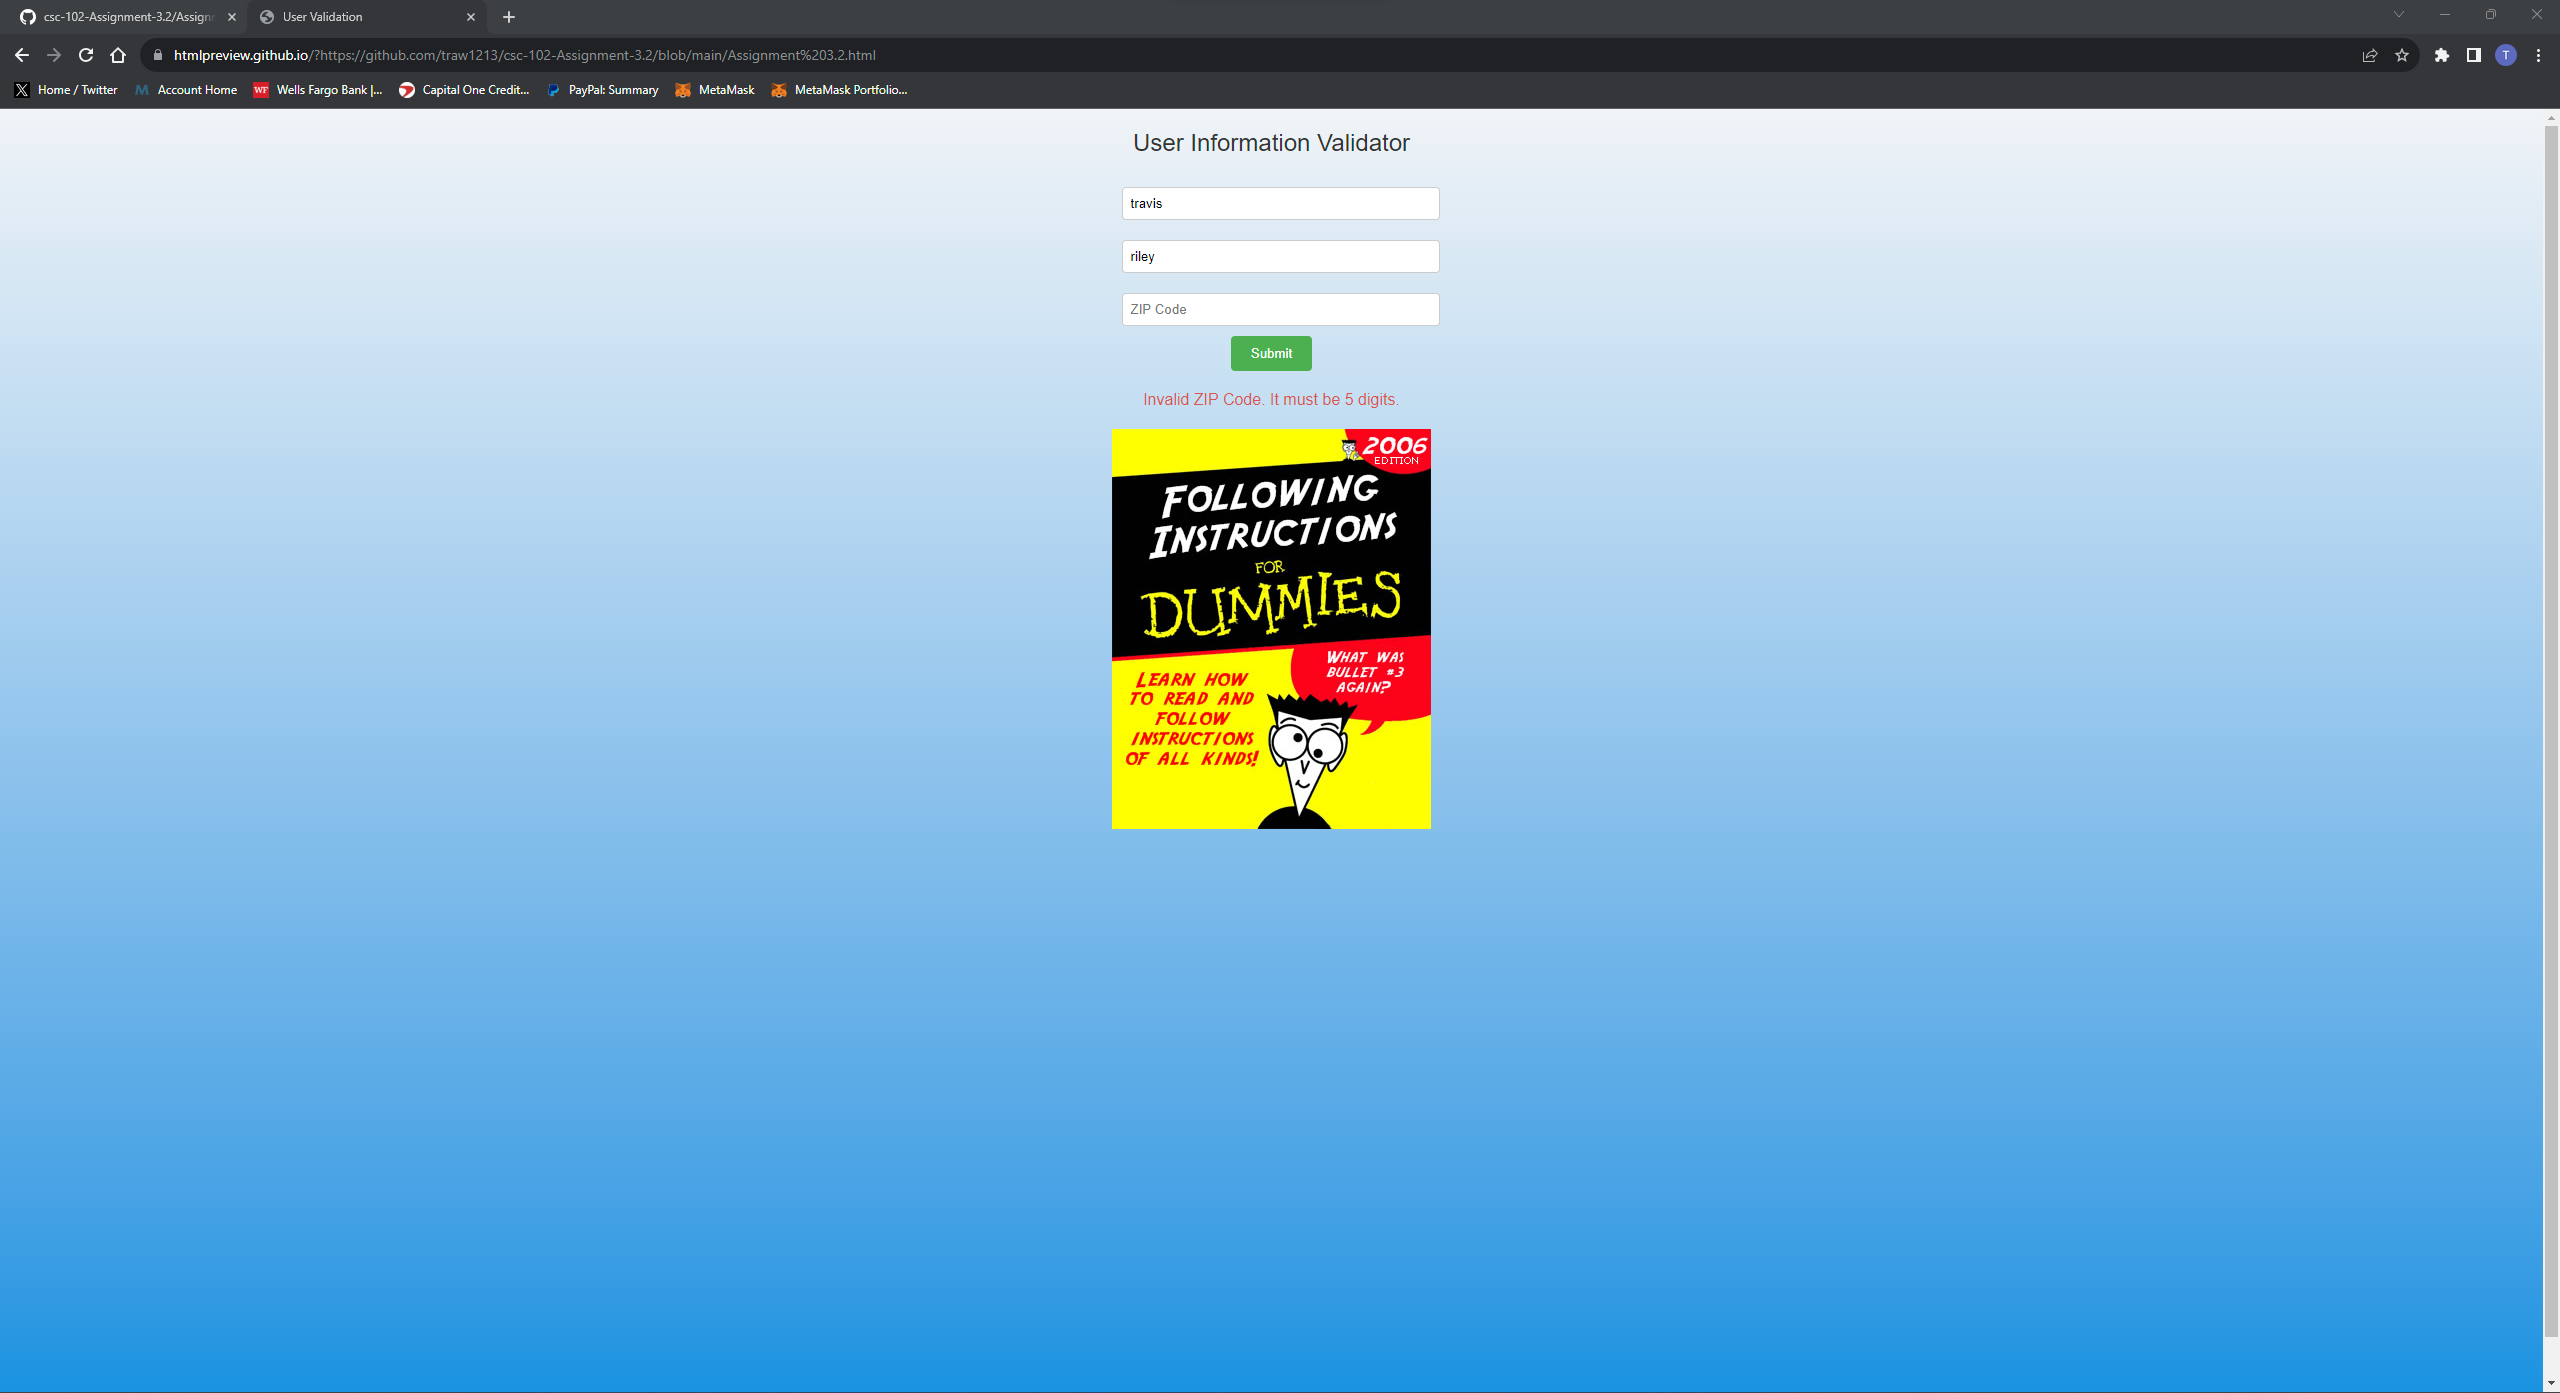 csc-102-Assignment-3.2/Assign
User Validation
htmlpreview.github.io/?https://github.com/traw1213/csc-102-Assignment-3.2/blob/main/Assignment%203.2.html
T
Home / Twitter
Account Home
WF Wells Fargo Bank |...
Capital One Credit...
PayPal: Summary
MetaMask
MetaMask Portfolio...
User Information Validator
travis
riley
ZIP Code
Submit
Invalid ZIP Code. It must be 5 digits.
2006
EDITION
FOLLOWING
INSTRUCTIONS
FOR
DUMMIES
WHAT WAS
BULLET #3
AGAIN?
LEARN HOW
TO READ AND
FOLLOW
INSTRUCTIONS
OF ALL KINDS!